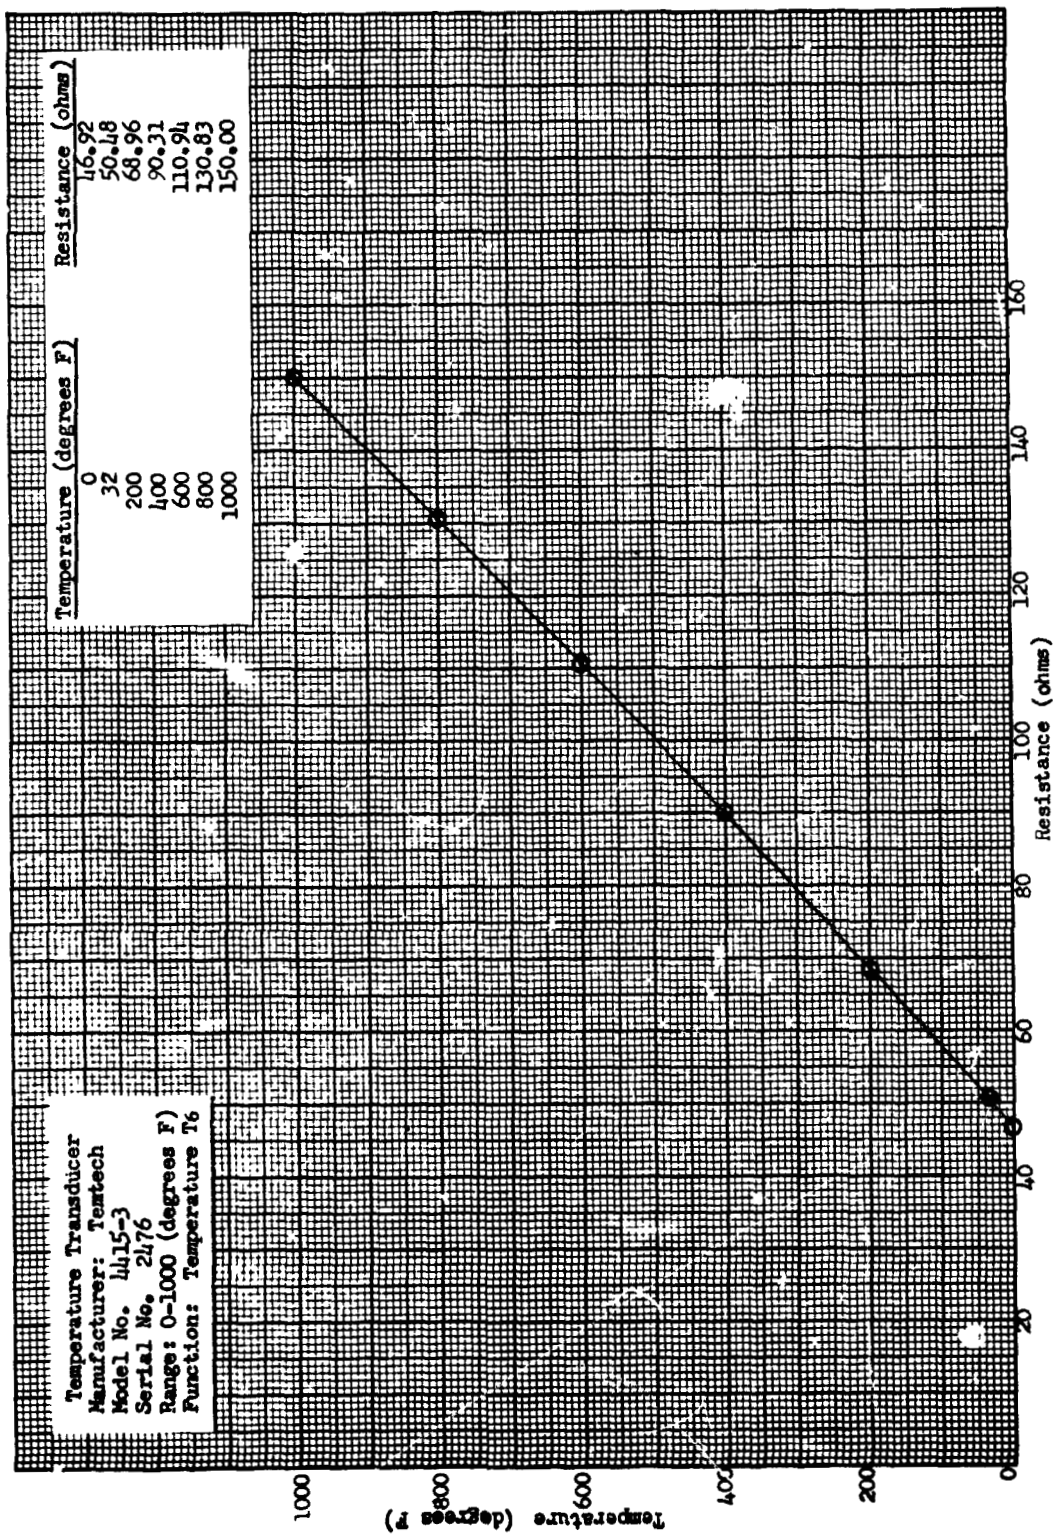 Temperature Transducer
Manufacturer: Temtech
Model No. 4415-3
Serial No. 2476
Range: 0-1000 (degrees F)
Function: Temperature T6
Temperature (degrees F) Resistance (ohms)
0 46.92
32 50.48
200 68.96
400 90.31
600 110.94
800 130.83
1000 150.00
Temperature (degrees F)
1000
800
600
400
200
0
20 40 60 80 100 120 140 160
Resistance (ohms)